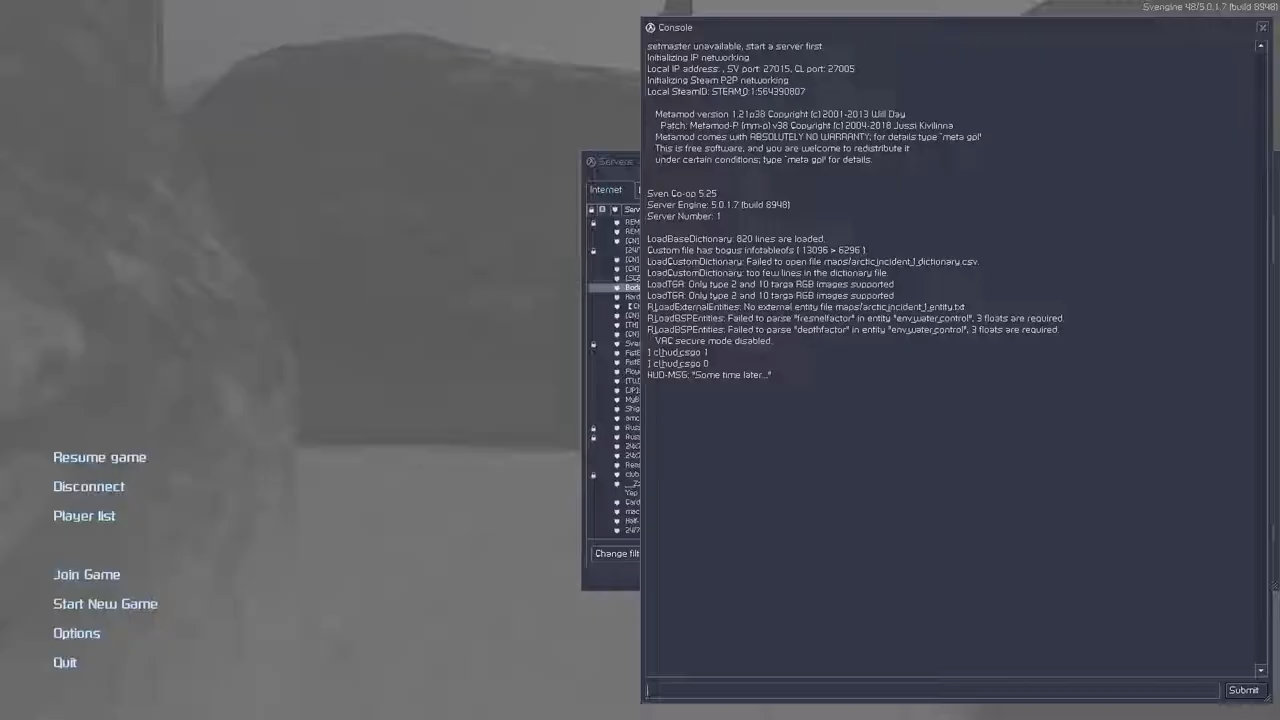 Svengine 48/5.0.1.7 (build 8948)
Console
setmaster unavailable, start a server first
Initializing IP networking
Local IP address: , SV port: 27015, CL port: 27005
Initializing Steam P2P networking
Local SteamID: STEAM_0:1:564390807
Metamod version 1.21p38 Copyright (c) 2001-2013 Will Day
Patch: Metamod-P (mm-p) v38 Copyright (c) 2004-2018 Jussi Kivilinna
Metamod comes with ABSOLUTELY NO WARRANTY; for details type `meta gpl'
This is free software, and you are welcome to redistribute it
under certain conditions; type `meta gpl' for details.
Sven Co-op 5.25
Server Engine: 5.0.1.7 (build 8948)
Server Number: 1
LoadBaseDictionary: 820 lines are loaded.
Custom file has bogus infotableofs ( 13096 > 6296 )
LoadCustomDictionary: Failed to open file maps/arctic_incident_1_dictionary.csv.
LoadCustomDictionary: too few lines in the dictionary file.
LoadTGA: Only type 2 and 10 targa RGB images supported
LoadTGA: Only type 2 and 10 targa RGB images supported
R_LoadExternalEntities: No external entity file maps/arctic_incident_1_entity.txt
R_LoadBSPEntities: Failed to parse "fresnelfactor" in entity "env_water_control", 3 floats are required.
R_LoadBSPEntities: Failed to parse "depthfactor" in entity "env_water_control", 3 floats are required.
VAC secure mode disabled.
] cl_hud_csgo 1
] cl_hud_csgo 0
HUD-MSG: "Some time later..."
Submit
Servers
Internet
Change filt
Resume game
Disconnect
Player list
Join Game
Start New Game
Options
Quit